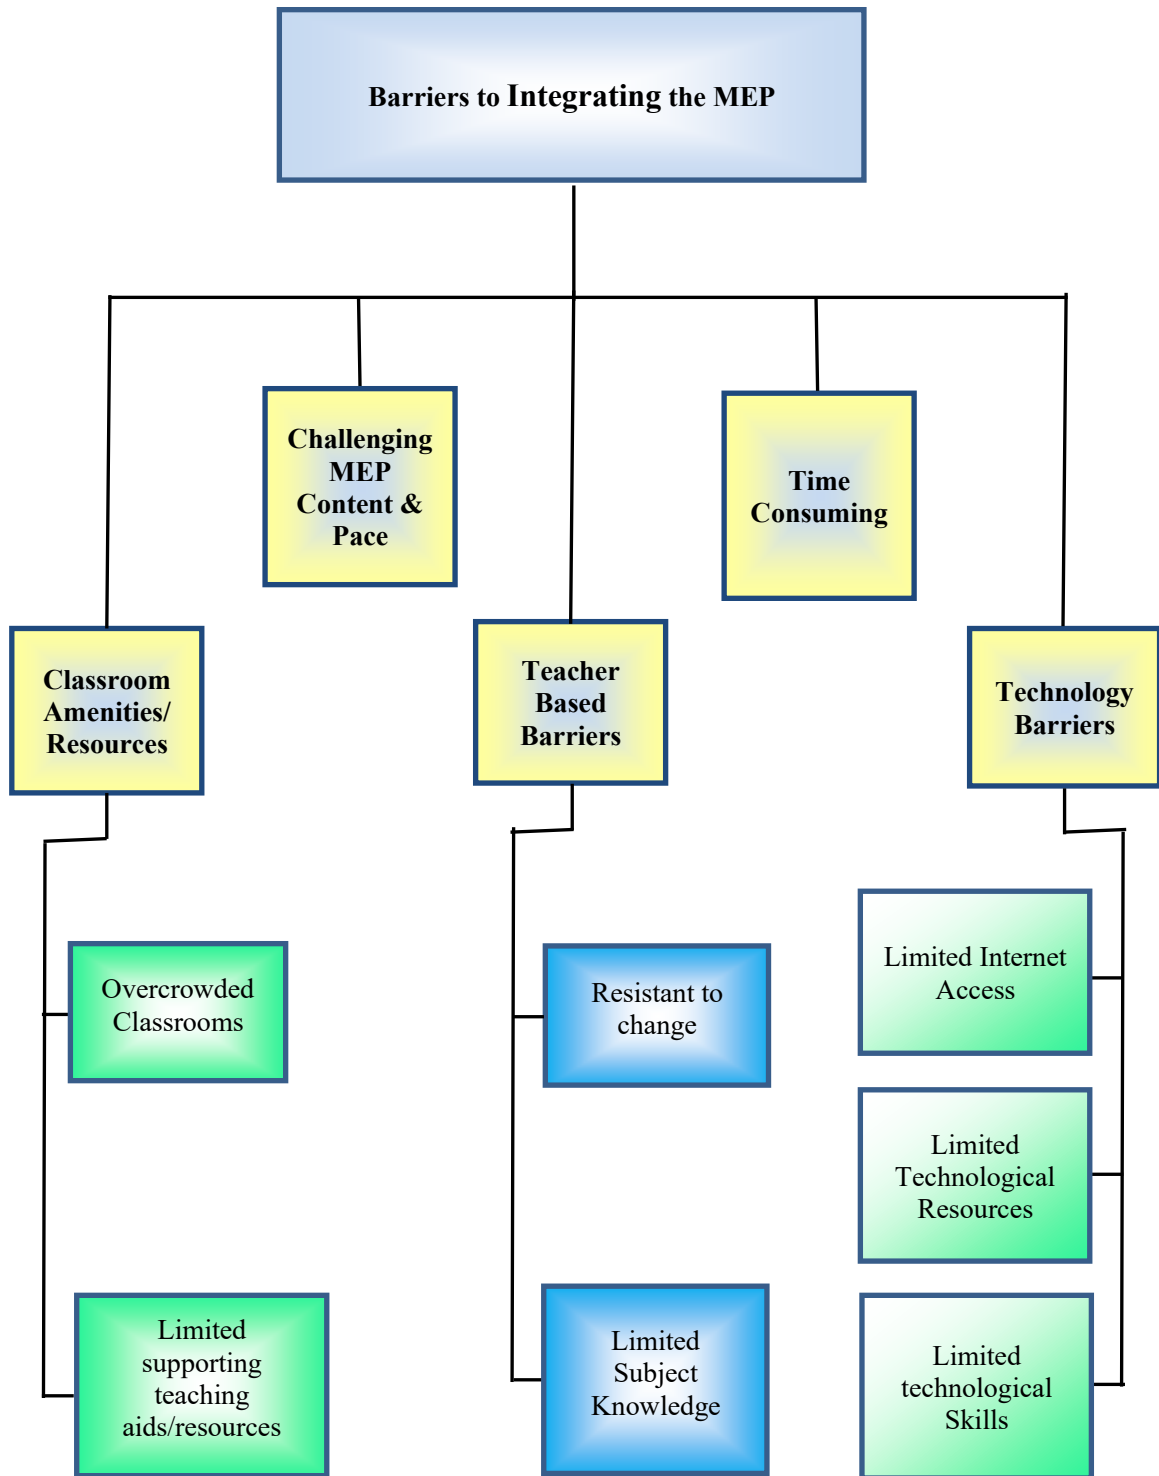 Barriers to Integrating the MEP
Challenging
MEP
Content &
Pace
Time
Consuming
Classroom
Amenities/
Resources
Teacher
Based
Barriers
Technology
Barriers
Overcrowded
Classrooms
Limited
supporting
teaching
aids/resources
Resistant to
change
Limited
Subject
Knowledge
Limited Internet
Access
Limited
Technological
Resources
Limited
technological
Skills